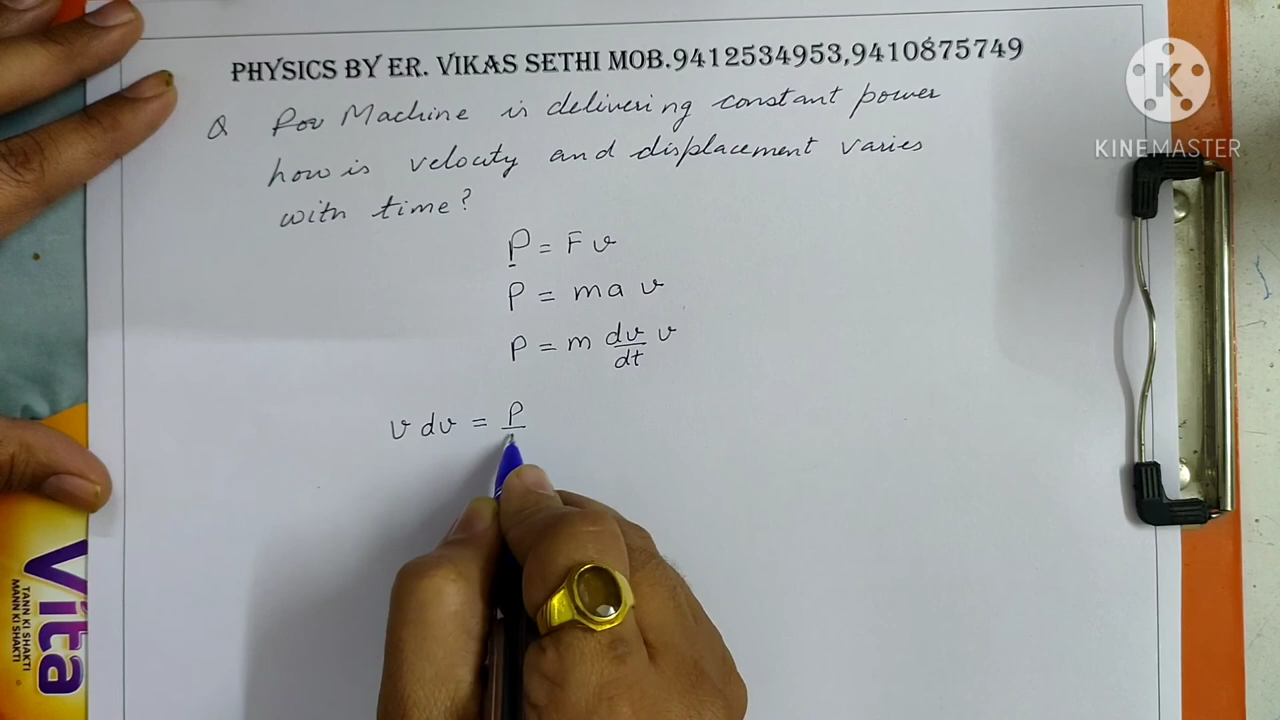 PHYSICS BY ER. VIKAS SETHI MOB.9412534953,9410875749
K
KINEMASTER
Q For Machine is delivering constant power
how is velocity and displacement varies
with time?
P = F v
P = m a v
P = m dv/dt v
v dv = P
Vita
TANN KI SHAKTI
MANN KI SHAKTI